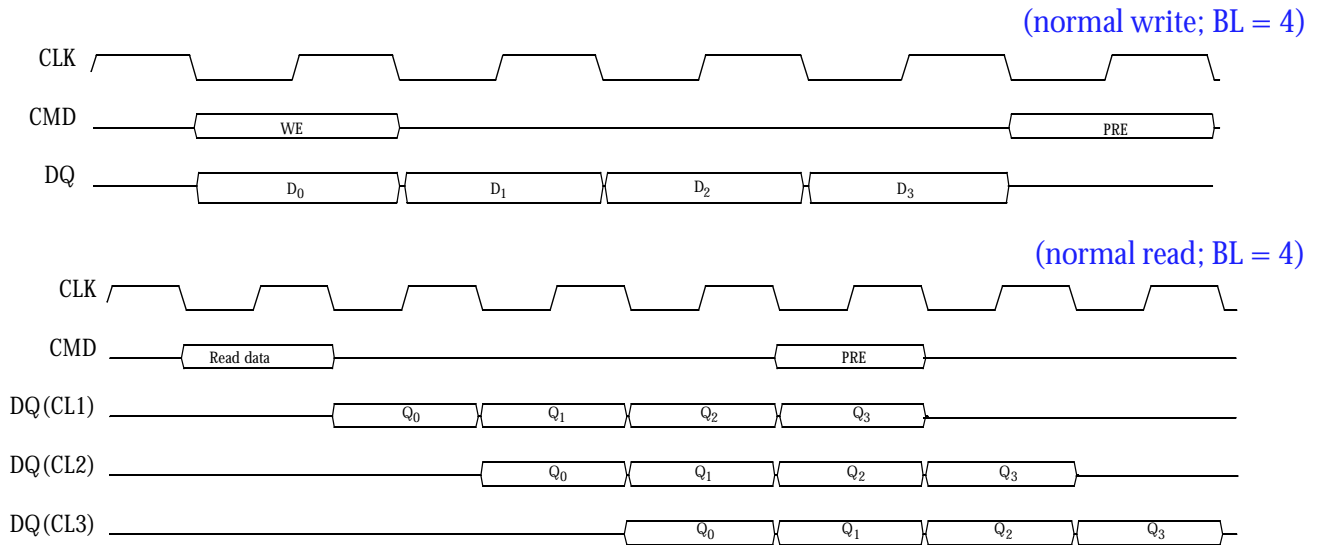 (normal write; BL = 4)
CLK
CMD WE PRE
DQ D0 D1 D2 D3
(normal read; BL = 4)
CLK
CMD Read data PRE
DQ(CL1) Q0 Q1 Q2 Q3
DQ(CL2) Q0 Q1 Q2 Q3
DQ(CL3) Q0 Q1 Q2 Q3